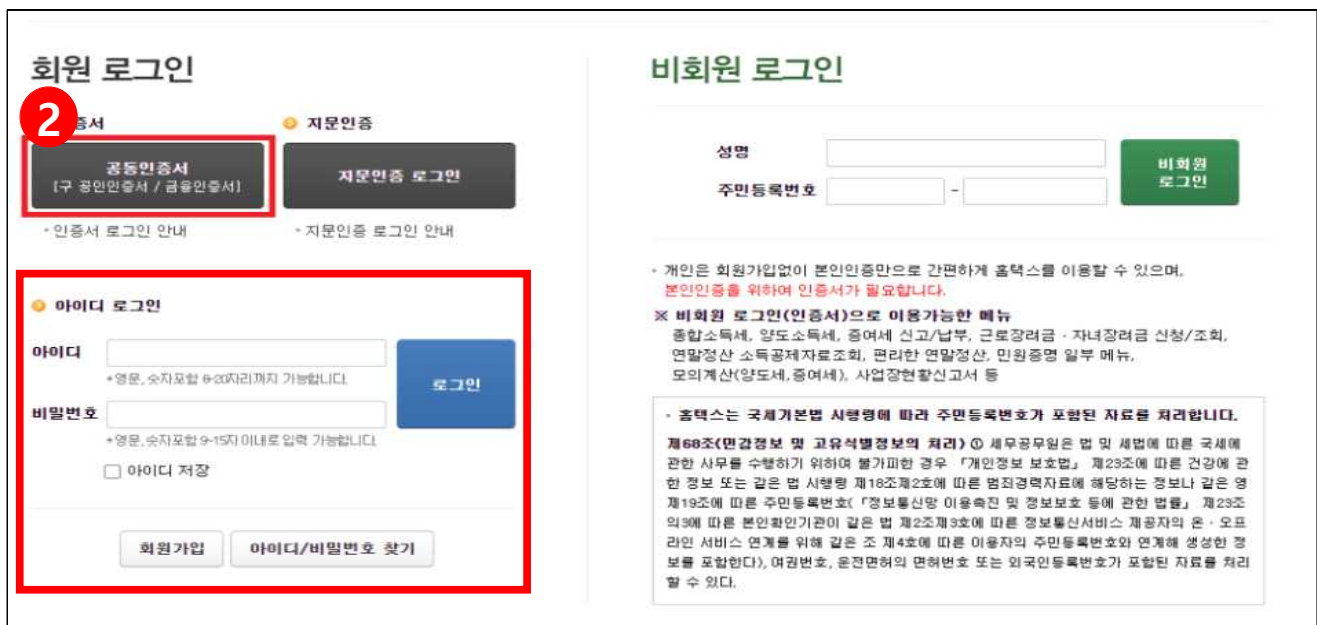 회원 로그인
2
증서
지문인증
공동인증서
[구 공인인증서 / 금융인증서]
지문인증 로그인
· 인증서 로그인 안내
· 지문인증 로그인 안내
아이디 로그인
아이디
*영문, 숫자포함 6-20자리까지 가능합니다.
비밀번호
*영문, 숫자포함 9-15자 이내로 입력 가능합니다.
로그인
아이디 저장
회원가입
아이디/비밀번호 찾기
비회원 로그인
성명
주민등록번호
-
비회원
로그인
· 개인은 회원가입없이 본인인증만으로 간편하게 홈택스를 이용할 수 있으며,
본인인증을 위하여 인증서가 필요합니다.
※ 비회원 로그인(인증서)으로 이용가능한 메뉴
종합소득세, 양도소득세, 증여세 신고/납부, 근로장려금 · 자녀장려금 신청/조회,
연말정산 소득공제자료조회, 편리한 연말정산, 민원증명 일부 메뉴,
모의계산(양도세,증여세), 사업장현황신고서 등
· 홈택스는 국세기본법 시행령에 따라 주민등록번호가 포함된 자료를 처리합니다.
제68조(민감정보 및 고유식별정보의 처리) ① 세무공무원은 법 및 세법에 따른 국세에
관한 사무를 수행하기 위하여 불가피한 경우 「개인정보 보호법」 제23조에 따른 건강에 관
한 정보 또는 같은 법 시행령 제18조제2호에 따른 범죄경력자료에 해당하는 정보나 같은 영
제19조에 따른 주민등록번호(「정보통신망 이용촉진 및 정보보호 등에 관한 법률」 제23조
의3에 따른 본인확인기관이 같은 법 제2조제3호에 따른 정보통신서비스 제공자의 온 · 오프
라인 서비스 연계를 위해 같은 조 제4호에 따른 이용자의 주민등록번호와 연계해 생성한 정
보를 포함한다), 여권번호, 운전면허의 면허번호 또는 외국인등록번호가 포함된 자료를 처리
할 수 있다.